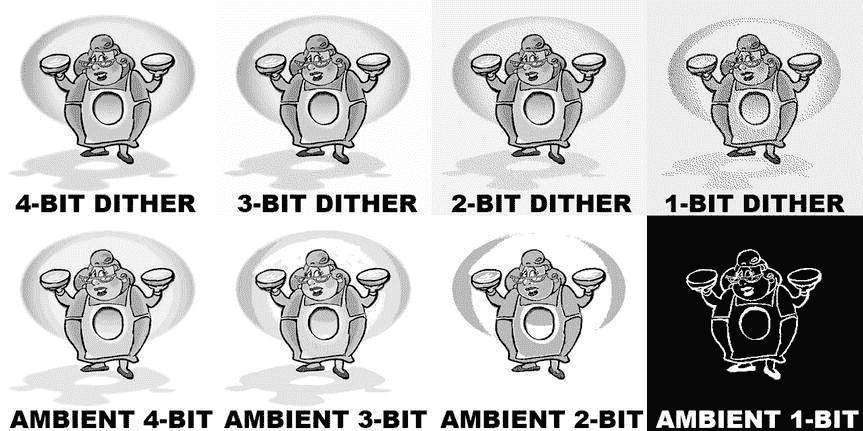 4-BIT DITHER
3-BIT DITHER
2-BIT DITHER
1-BIT DITHER
AMBIENT 4-BIT
AMBIENT 3-BIT
AMBIENT 2-BIT
AMBIENT 1-BIT